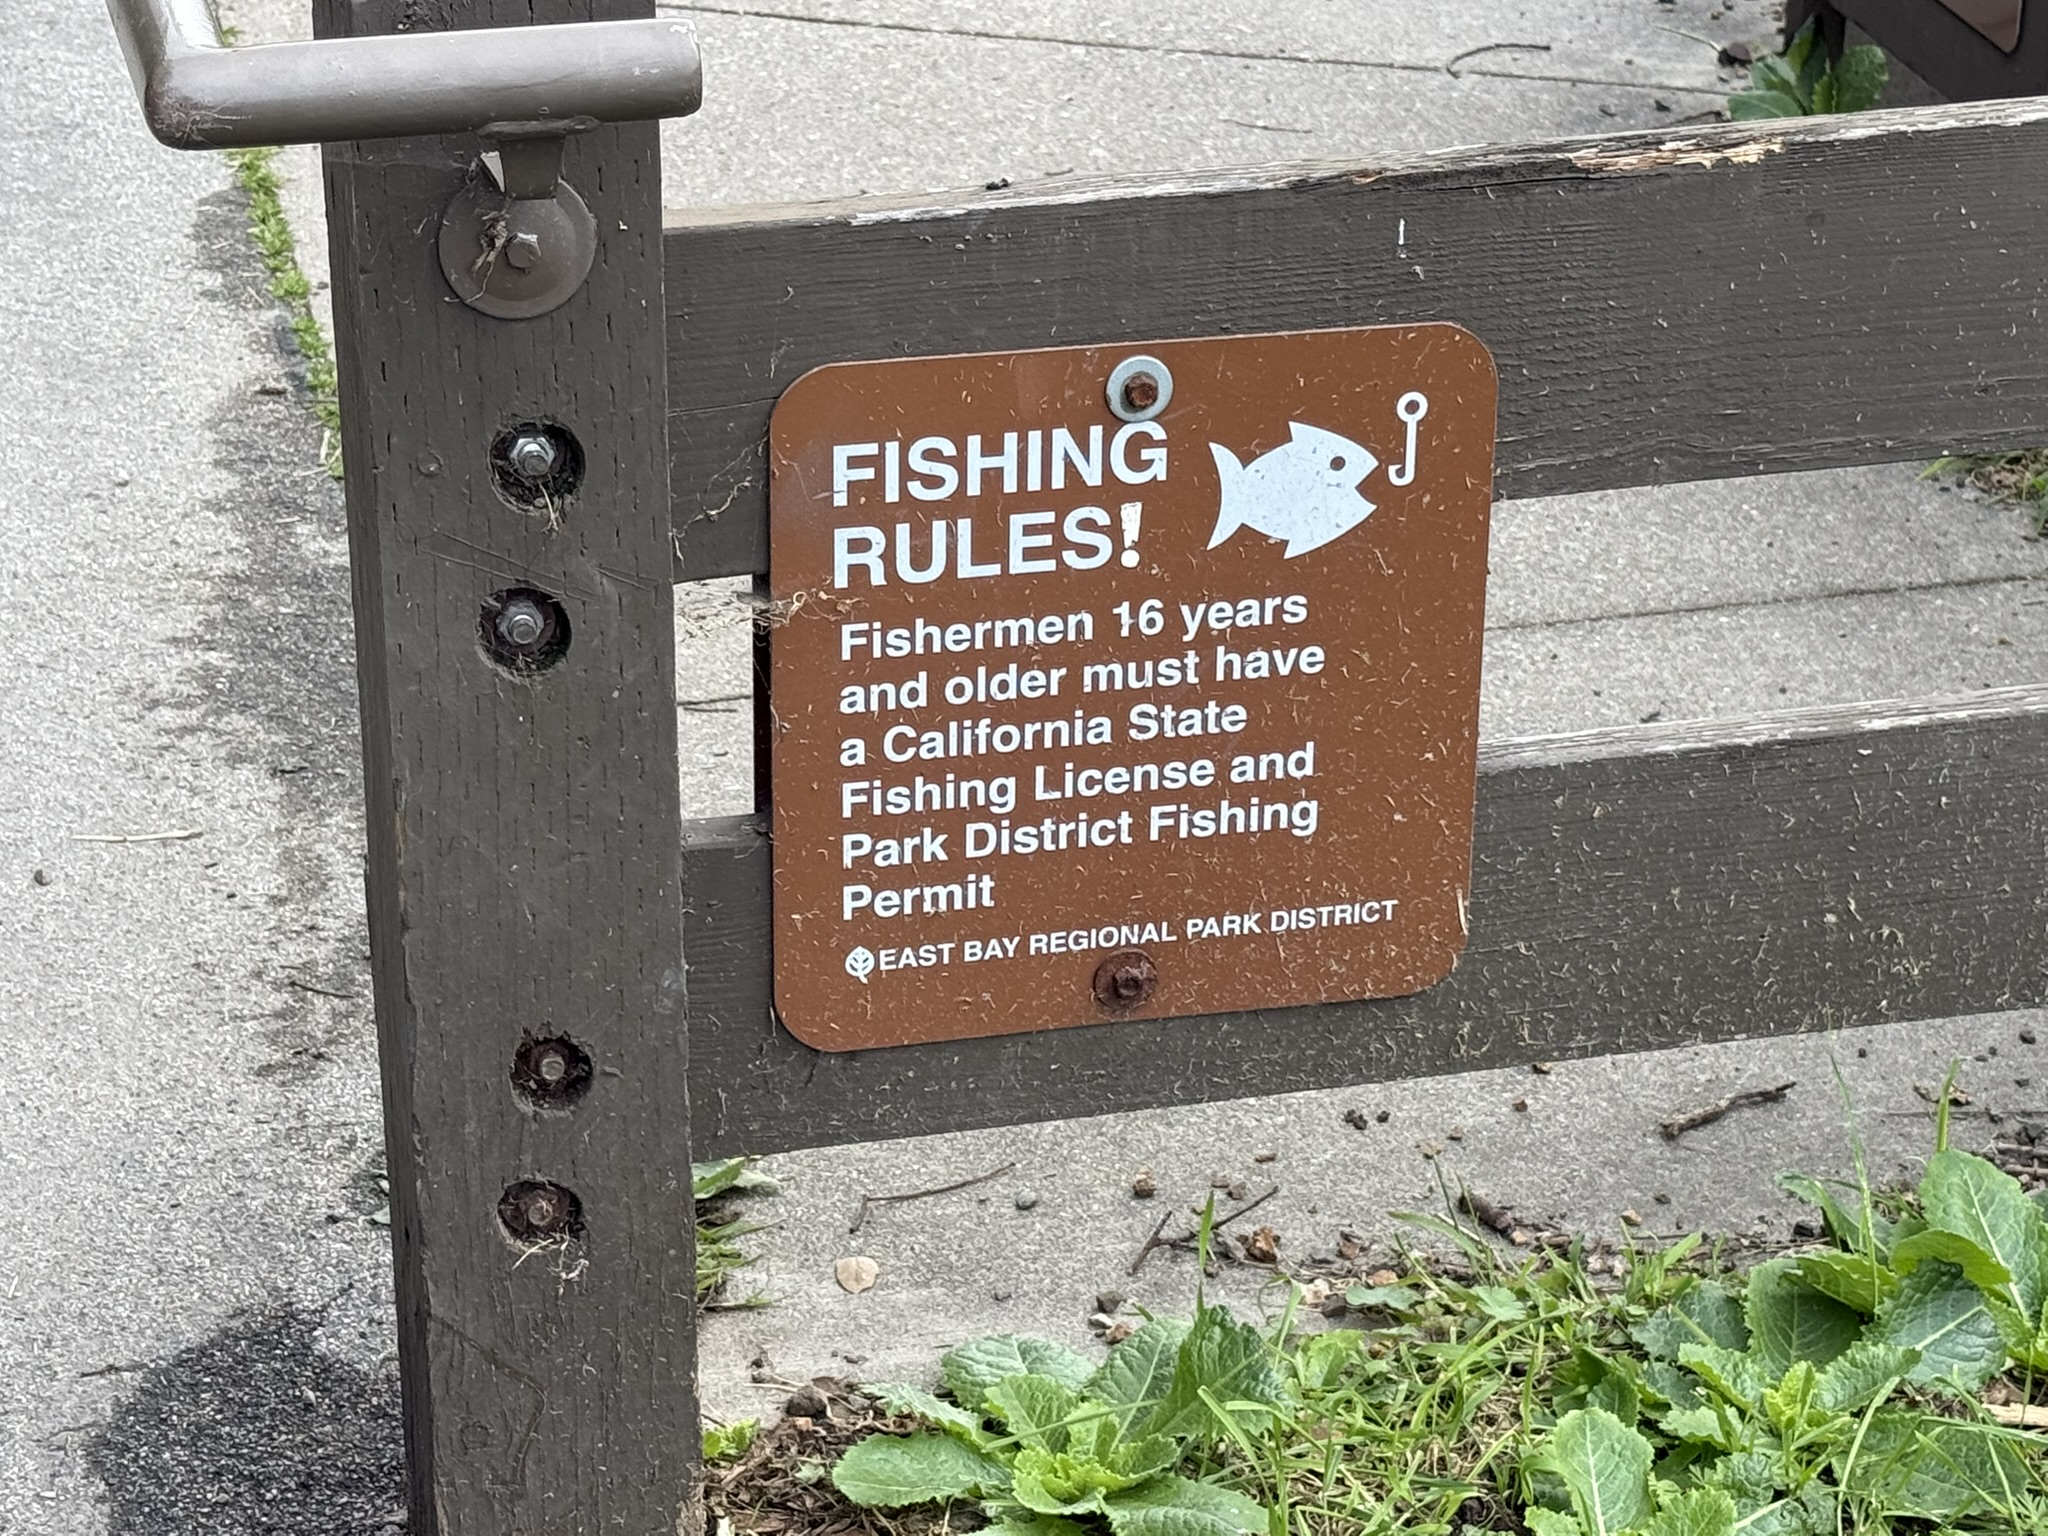 FISHING
RULES!
Fishermen 16 years
and older must have
a California State
Fishing License and
Park District Fishing
Permit
EAST BAY REGIONAL PARK DISTRICT